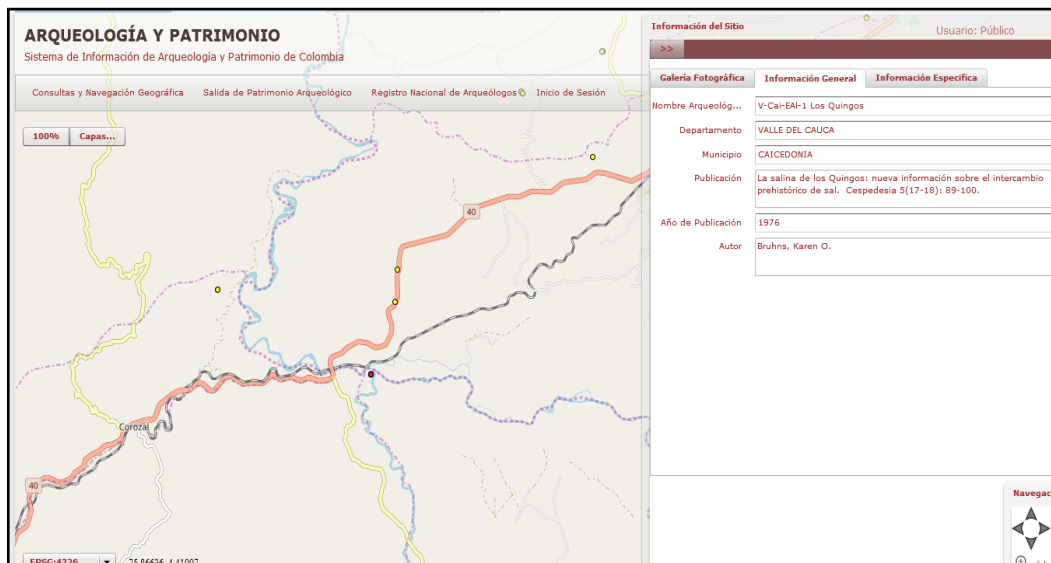 ARQUEOLOGÍA Y PATRIMONIO
Sistema de Información de Arqueología y Patrimonio de Colombia
Consultas y Navegación Geográfica Salida de Patrimonio Arqueológico Registro Nacional de Arqueólogos Inicio de Sesión
100% Capas...
40
Corozal
40
EPSG:4326
Información del Sitio
Usuario: Público
>>
Galería Fotográfica Información General Información Especifica
Nombre Arqueológ... V-Cai-EAl-1 Los Quingos
Departamento VALLE DEL CAUCA
Municipio CAICEDONIA
Publicación La salina de los Quingos: nueva información sobre el intercambio
prehistórico de sal. Cespedesia 5(17-18): 89-100.
Año de Publicación 1976
Autor Bruhns, Karen O.
Navegac